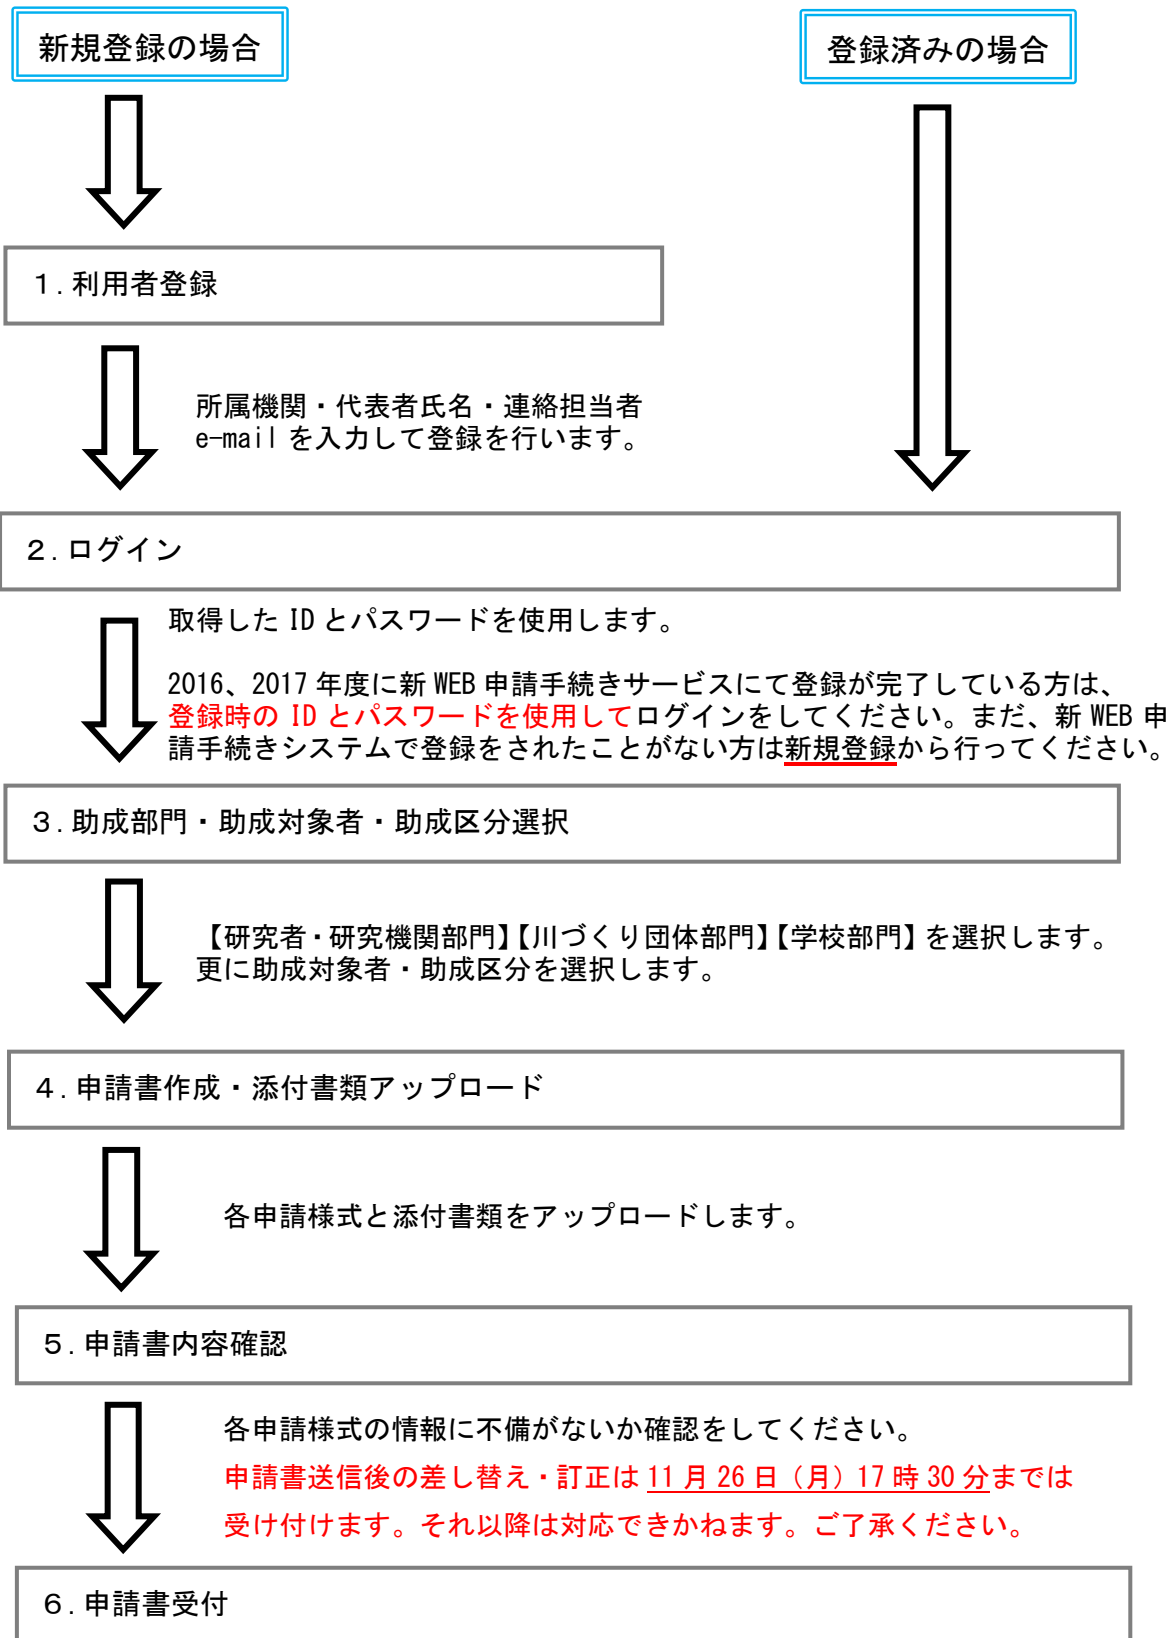 新規登録の場合
登録済みの場合
１.利用者登録
所属機関・代表者氏名・連絡担当者
e-mail を入力して登録を行います。
２.ログイン
取得した ID とパスワードを使用します。
2016、2017 年度に新 WEB 申請手続きサービスにて登録が完了している方は、
登録時の ID とパスワードを使用してログインをしてください。まだ、新 WEB 申
請手続きシステムで登録をされたことがない方は新規登録から行ってください。
３.助成部門・助成対象者・助成区分選択
【研究者・研究機関部門】【川づくり団体部門】【学校部門】を選択します。
更に助成対象者・助成区分を選択します。
４.申請書作成・添付書類アップロード
各申請様式と添付書類をアップロードします。
５.申請書内容確認
各申請様式の情報に不備がないか確認をしてください。
申請書送信後の差し替え・訂正は 11 月 26 日（月）17 時 30 分までは
受け付けます。それ以降は対応できかねます。ご了承ください。
６.申請書受付